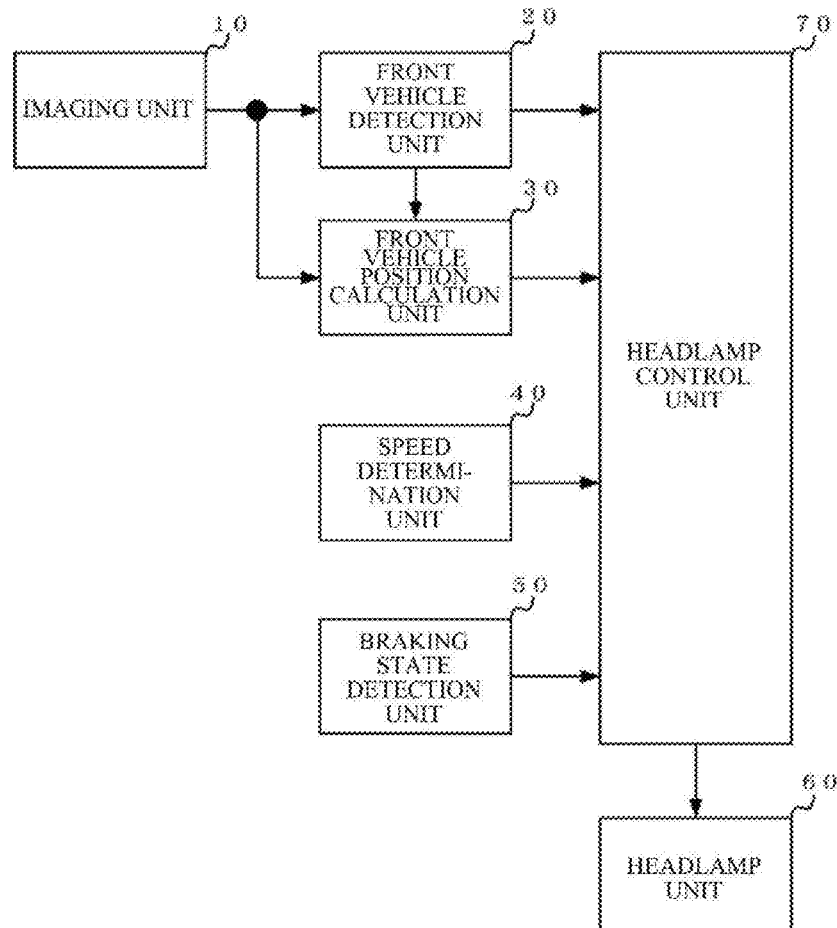 10
IMAGING UNIT
20
FRONT
VEHICLE
DETECTION
UNIT
30
FRONT
VEHICLE
POSITION
CALCULATION
UNIT
40
SPEED
DETERMI-
NATION
UNIT
50
BRAKING
STATE
DETECTION
UNIT
70
HEADLAMP
CONTROL
UNIT
60
HEADLAMP
UNIT